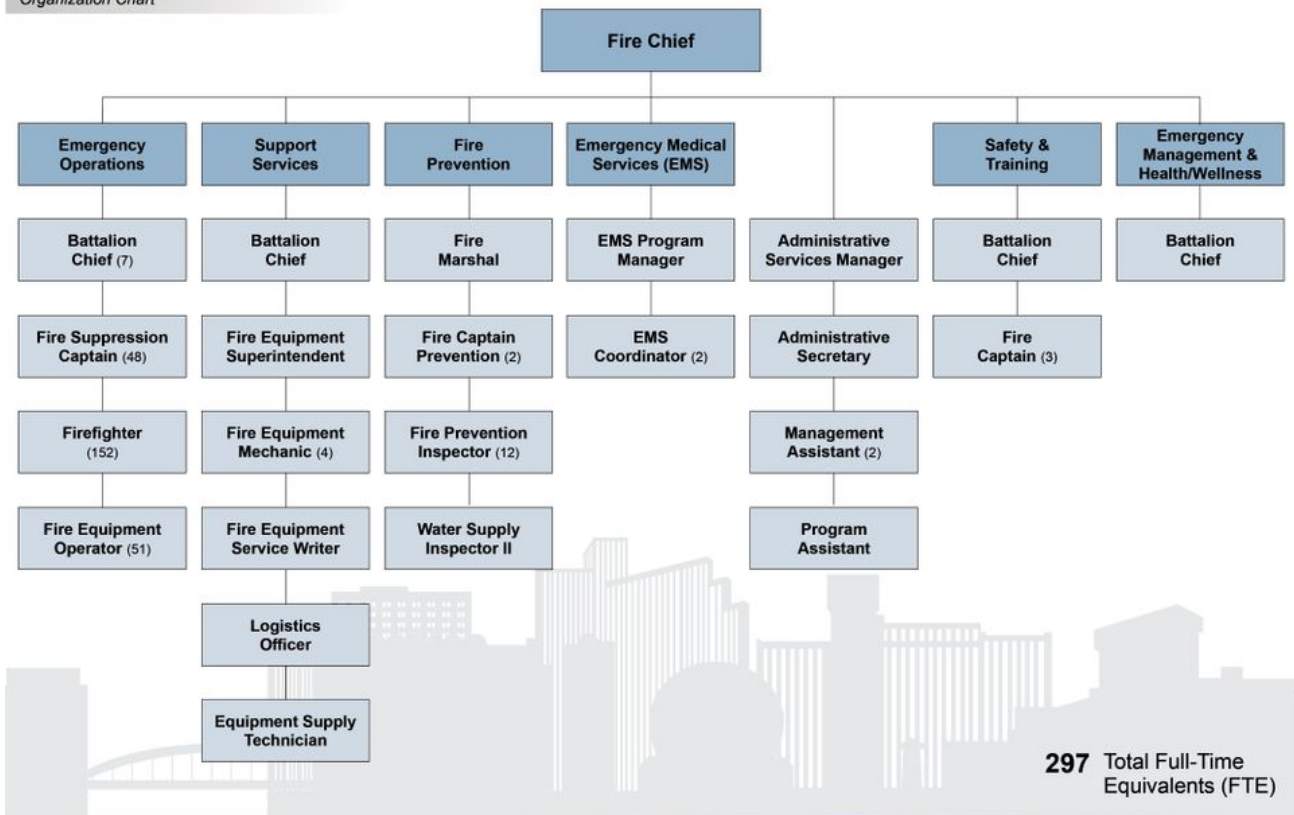 Organization Chart
Fire Chief
Emergency
Operations
Support
Services
Fire
Prevention
Emergency Medical
Services (EMS)
Safety &
Training
Emergency
Management &
Health/Wellness
Battalion
Chief (7)
Battalion
Chief
Fire
Marshal
EMS Program
Manager
Administrative
Services Manager
Battalion
Chief
Battalion
Chief
Fire Suppression
Captain (48)
Fire Equipment
Superintendent
Fire Captain
Prevention (2)
EMS
Coordinator (2)
Administrative
Secretary
Fire
Captain (3)
Firefighter
(152)
Fire Equipment
Mechanic (4)
Fire Prevention
Inspector (12)
Management
Assistant (2)
Fire Equipment
Operator (51)
Fire Equipment
Service Writer
Water Supply
Inspector II
Program
Assistant
Logistics
Officer
Equipment Supply
Technician
297 Total Full-Time
Equivalents (FTE)